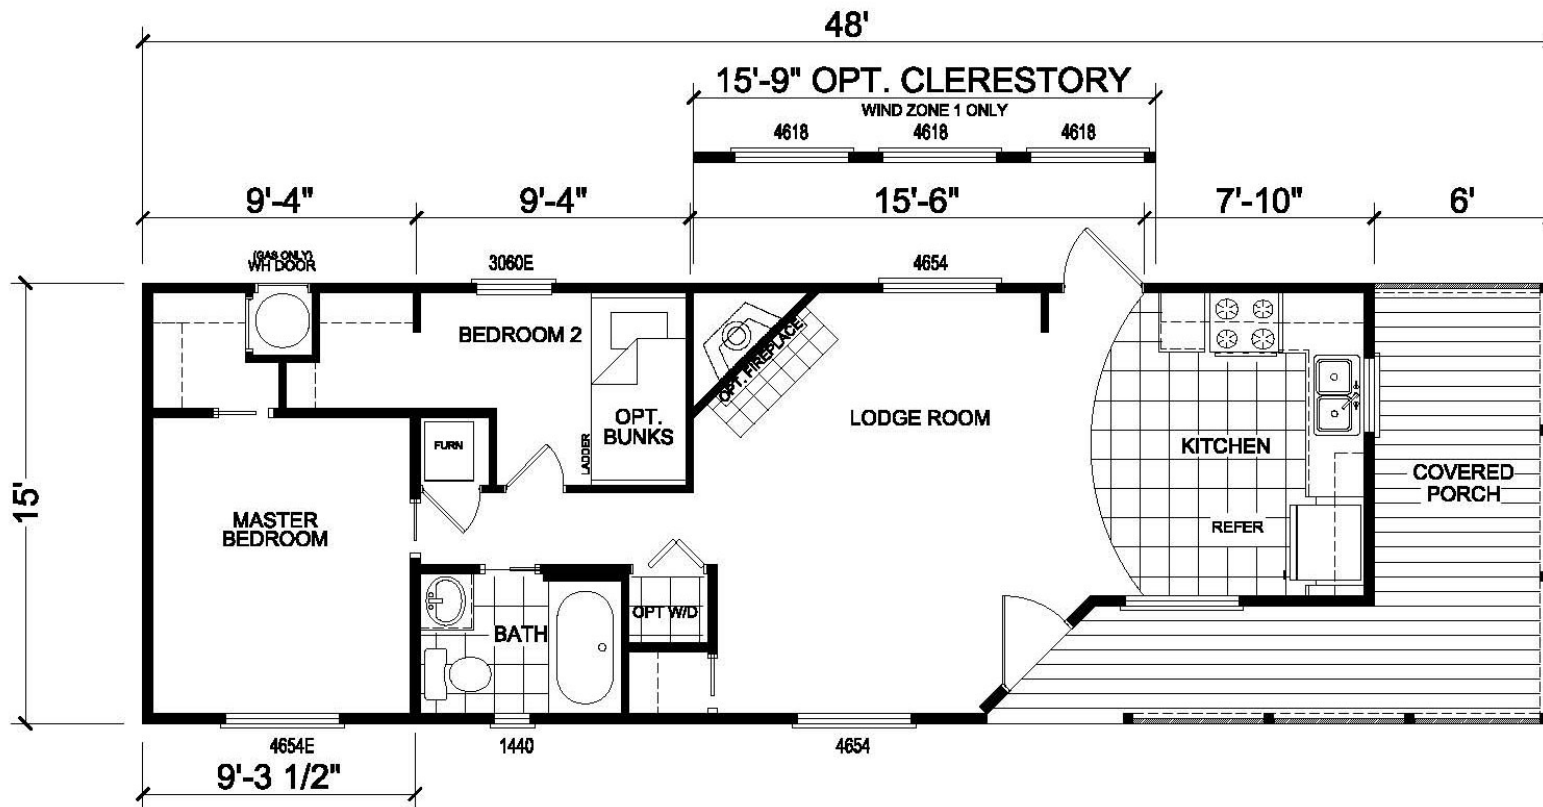 48'
15'-9" OPT. CLERESTORY
WIND ZONE 1 ONLY
4618
4618
4618
9'-4"
9'-4"
15'-6"
7'-10"
6'
(GAS ONLY)
WH DOOR
3060E
4654
BEDROOM 2
OPT. FIREPLACE
OPT.
BUNKS
LADDER
LODGE ROOM
FURN
KITCHEN
COVERED
PORCH
15'
MASTER
BEDROOM
REFER
OPT W/D
BATH
4654E
1440
4654
9'-3 1/2"